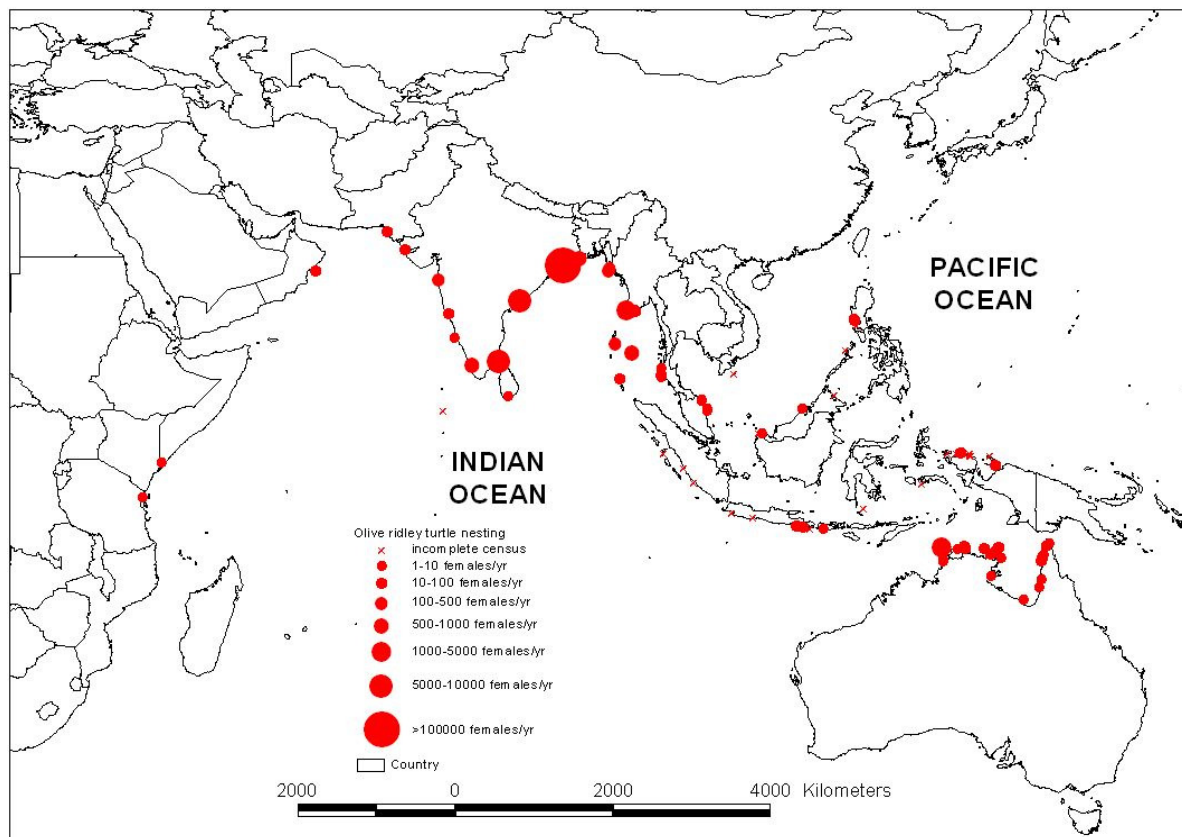 PACIFIC
OCEAN
INDIAN
OCEAN
Olive ridley turtle nesting
incomplete census
1-10 females/yr
10-100 females/yr
100-500 females/yr
500-1000 females/yr
1000-5000 females/yr
5000-10000 females/yr
>100000 females/yr
Country
2000 0 2000 4000 Kilometers